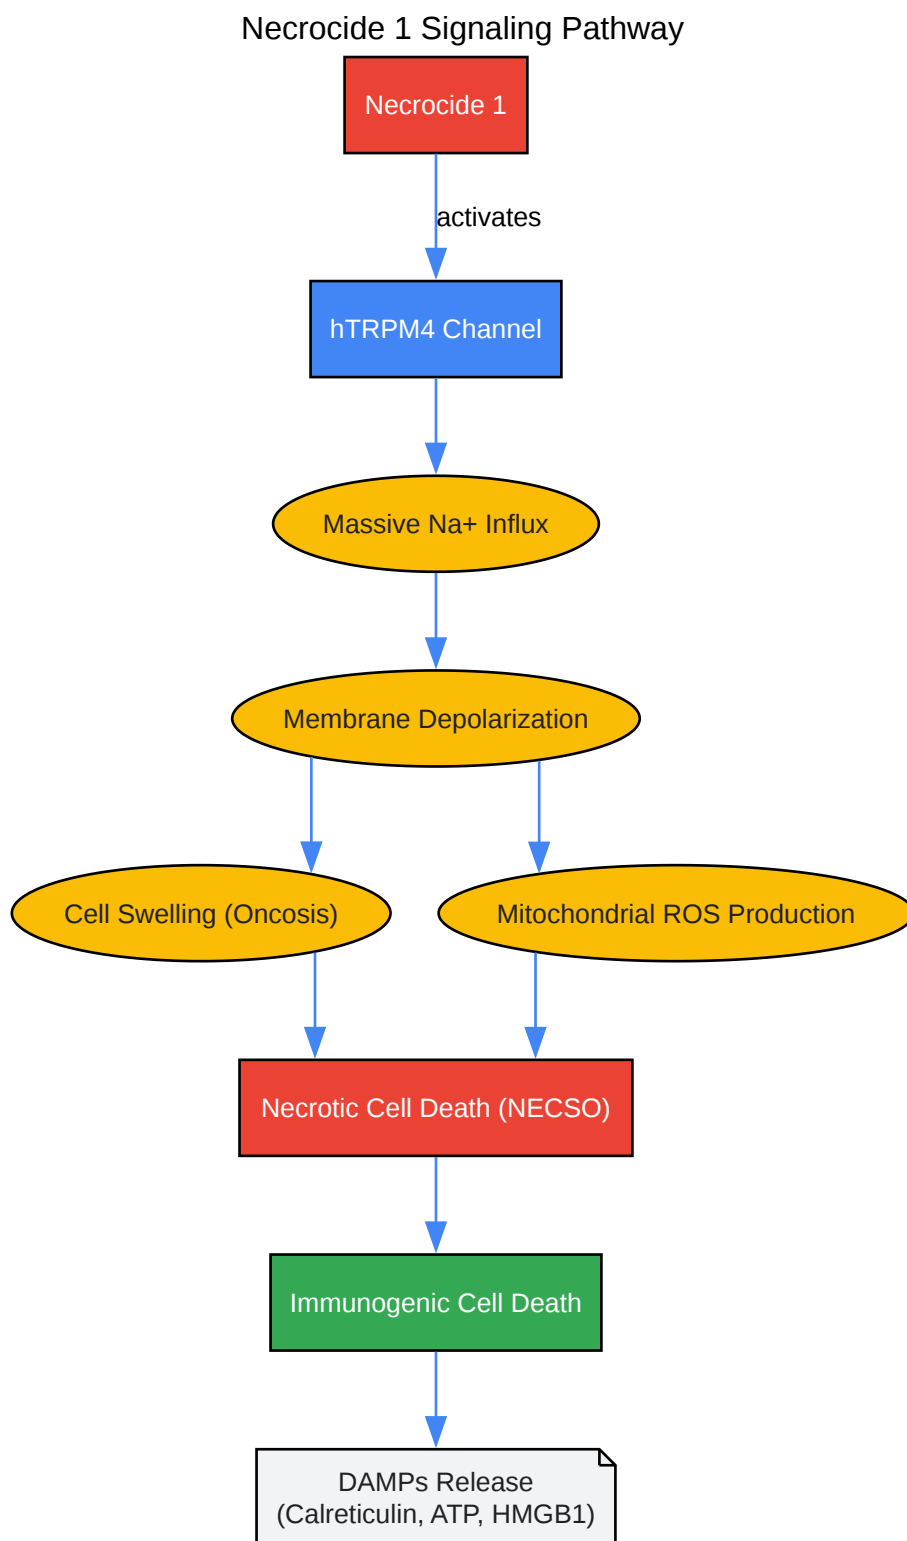 Necrocide 1 Signaling Pathway
Necrocide 1
activates
hTRPM4 Channel
Massive Na+ Influx
Membrane Depolarization
Cell Swelling (Oncosis)
Mitochondrial ROS Production
Necrotic Cell Death (NECSO)
Immunogenic Cell Death
DAMPs Release
(Calreticulin, ATP, HMGB1)